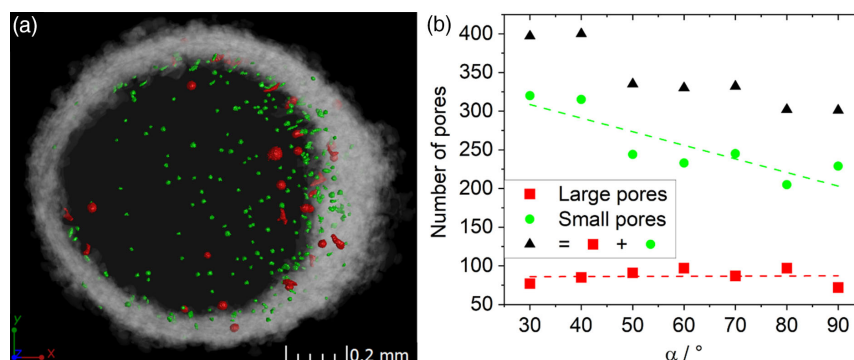 (a)
y
z
x
0.2 mm
(b)
Number of pores
400
350
300
250
200
150
100
50
Large pores
Small pores
= +
30 40 50 60 70 80 90
α / °